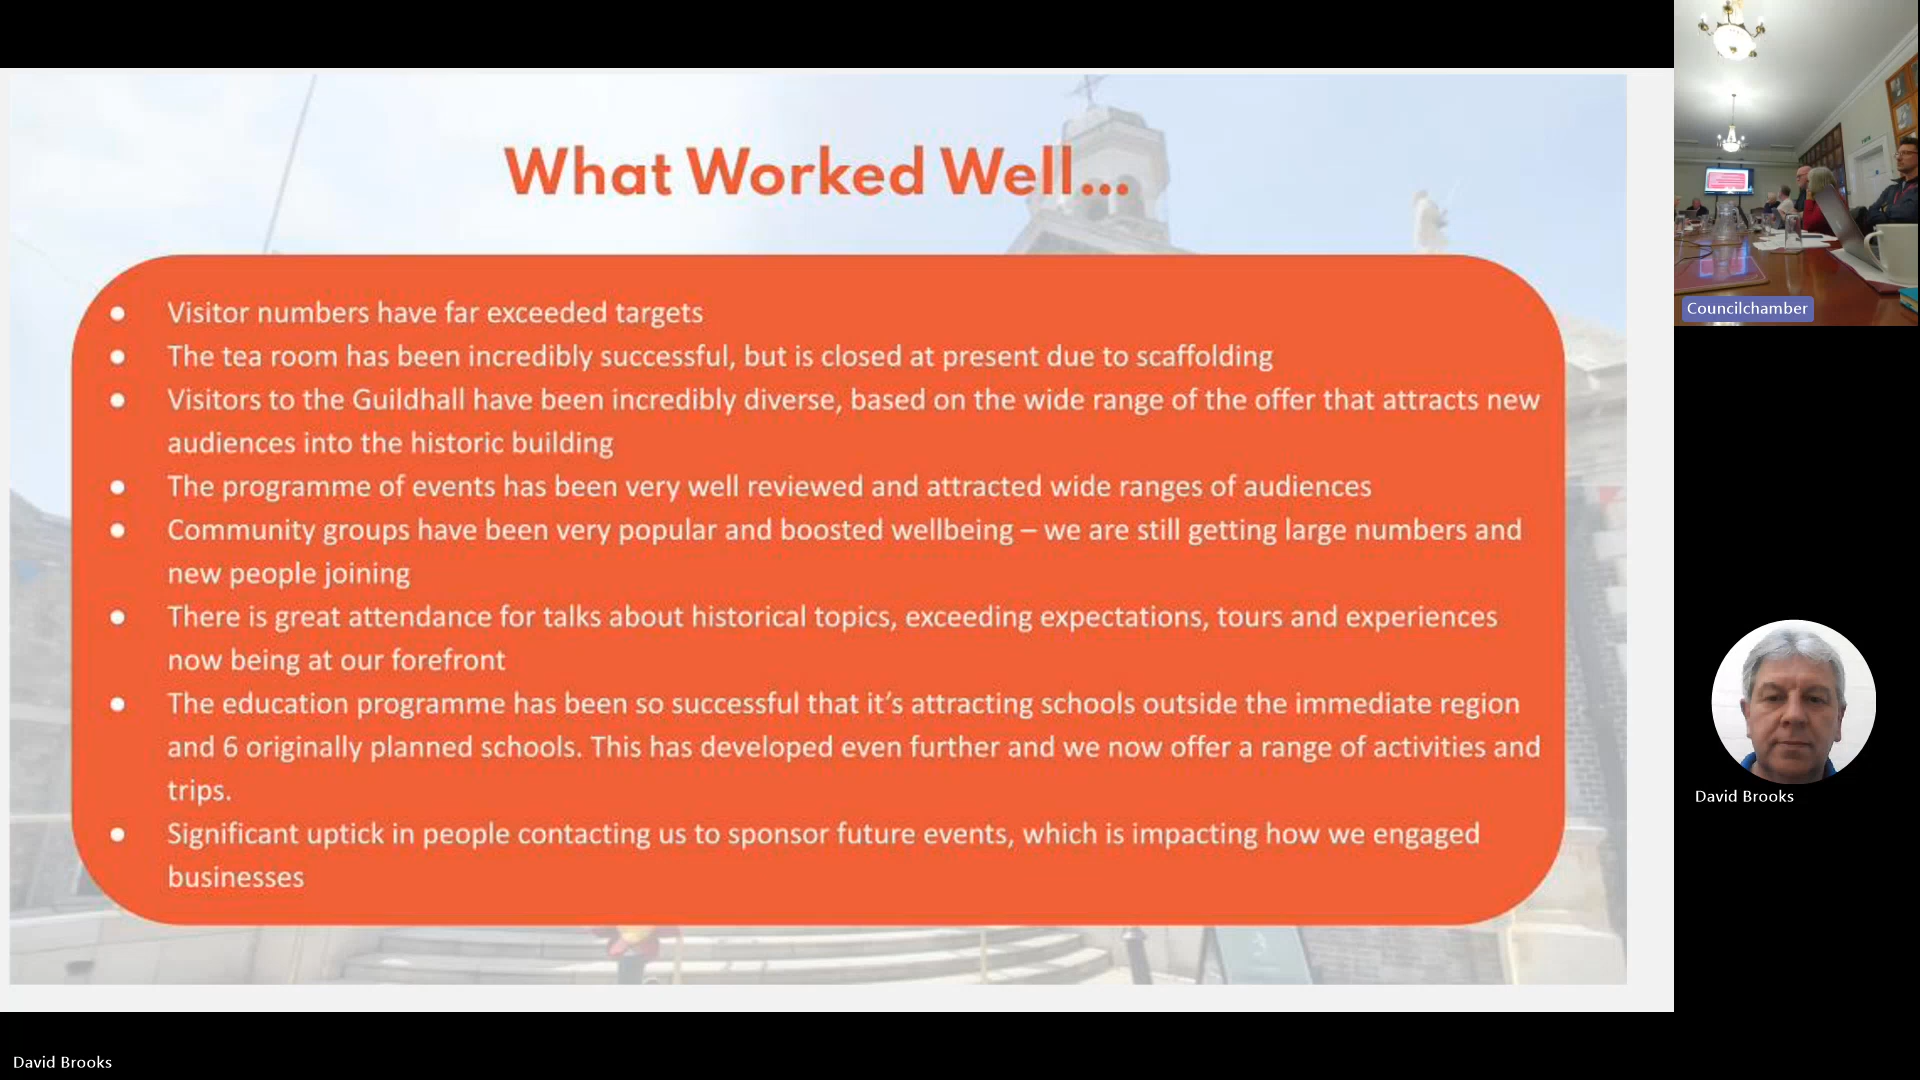 What Worked Well...
• Visitor numbers have far exceeded targets
• The tea room has been incredibly successful, but is closed at present due to scaffolding
• Visitors to the Guildhall have been incredibly diverse, based on the wide range of the offer that attracts new
audiences into the historic building
• The programme of events has been very well reviewed and attracted wide ranges of audiences
• Community groups have been very popular and boosted wellbeing – we are still getting large numbers and
new people joining
• There is great attendance for talks about historical topics, exceeding expectations, tours and experiences
now being at our forefront
• The education programme has been so successful that it’s attracting schools outside the immediate region
and 6 originally planned schools. This has developed even further and we now offer a range of activities and
trips.
• Significant uptick in people contacting us to sponsor future events, which is impacting how we engaged
businesses
Councilchamber
David Brooks
David Brooks